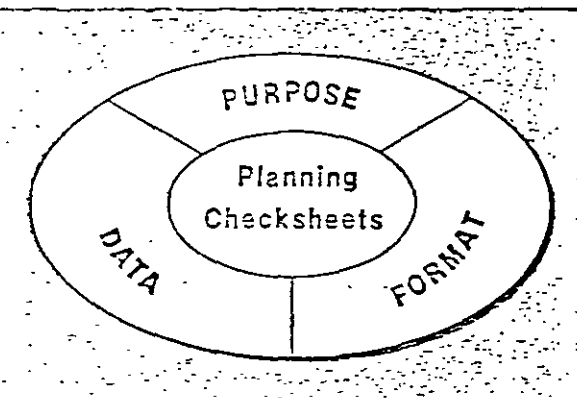 PURPOSE
Planning
Checksheets
DATA
FORMAT